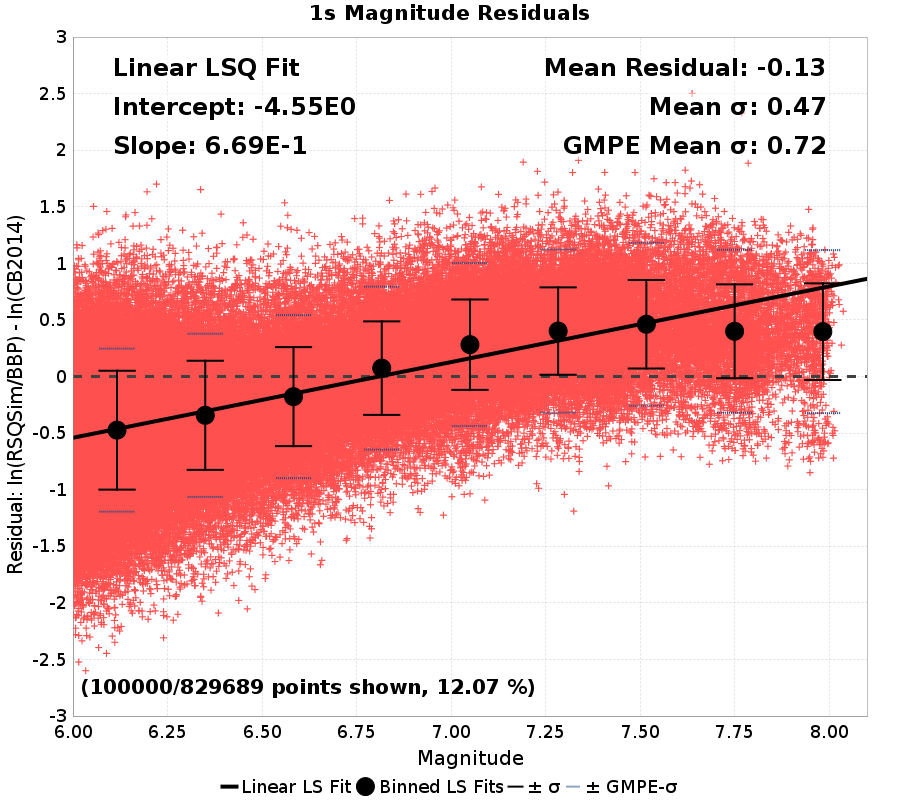 1s Magnitude Residuals
Linear LSQ Fit
Intercept: -4.55E0
Slope: 6.69E-1
Mean Residual: -0.13
Mean σ: 0.47
GMPE Mean σ: 0.72
3
2.5
2
1.5
1
0.5
0
-0.5
-1
-1.5
-2
-2.5
-3
Residual: ln(RSQSim/BBP) - ln(CB2014)
(100000/829689 points shown, 12.07 %)
6.00 6.25 6.50 6.75 7.00 7.25 7.50 7.75 8.00
Magnitude
Linear LS Fit Binned LS Fits ± σ ± GMPE-σ